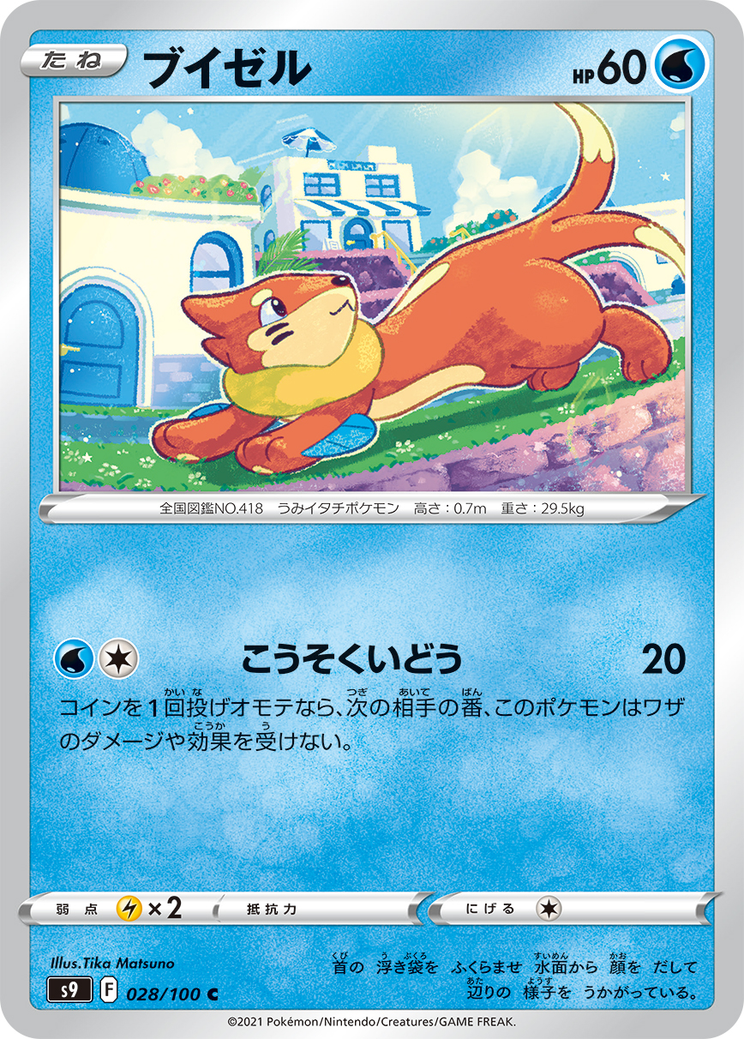 たね ブイゼル HP60
全国図鑑NO.418 うみイタチポケモン 高さ:0.7m 重さ:29.5kg
こうそくいどう 20
コインを1回投げオモテなら、次の相手の番、このポケモンはワザ
のダメージや効果を受けない。
弱点 ×2 抵抗力 にげる
Illus.Tika Matsuno
首の 浮き袋を ふくらませ 水面から 顔を だして
辺りの 様子を うかがっている。
s9 F 028/100 C
©2021 Pokémon/Nintendo/Creatures/GAME FREAK.